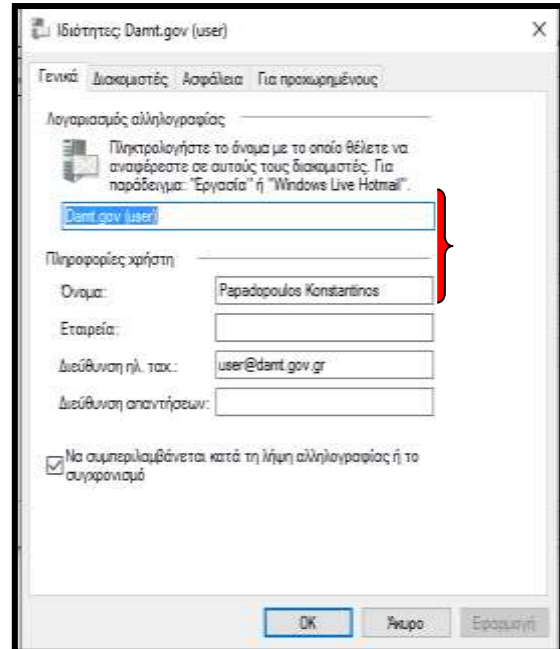 Ιδιότητες: Damt.gov (user)
Γενικά Διακομιστές Ασφάλεια Για προχωρημένους
Λογαριασμός αλληλογραφίας
Πληκτρολογήστε το όνομα με το οποίο θέλετε να
αναφέρεστε σε αυτούς τους διακομιστές. Για
παράδειγμα: "Εργασία" ή "Windows Live Hotmail".
Damt.gov (user)
Πληροφορίες χρήστη
Όνομα: Papadopoulos Konstantinos
Εταιρεία:
Διεύθυνση ηλ. ταχ.: user@damt.gov.gr
Διεύθυνση απαντήσεων:
Να συμπεριλαμβάνεται κατά τη λήψη αλληλογραφίας ή το
συγχρονισμό
OK Άκυρο Εφαρμογή